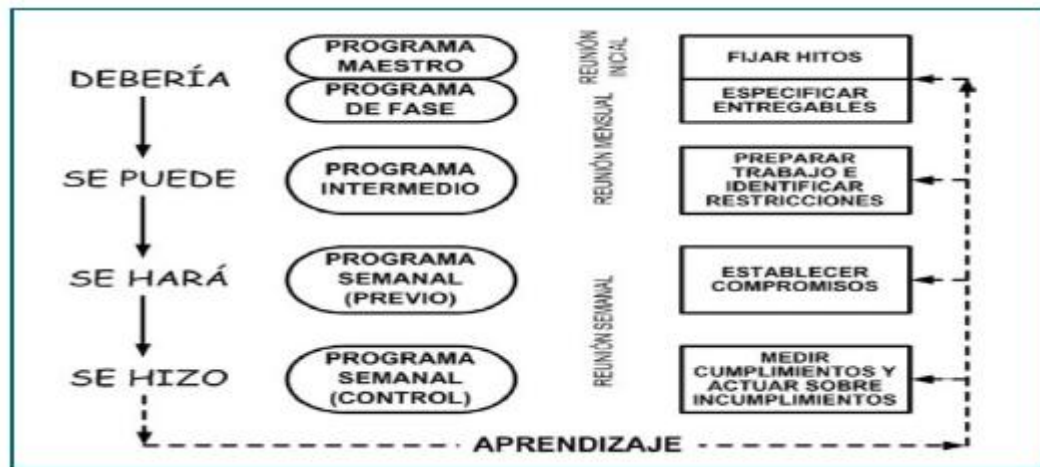 DEBERÍA
PROGRAMA
MAESTRO
PROGRAMA
DE FASE
REUNIÓN
INICIAL
FIJAR HITOS
ESPECIFICAR
ENTREGABLES
REUNIÓN MENSUAL
SE PUEDE
PROGRAMA
INTERMEDIO
PREPARAR
TRABAJO E
IDENTIFICAR
RESTRICCIONES
SE HARÁ
PROGRAMA
SEMANAL
(PREVIO)
ESTABLECER
COMPROMISOS
REUNIÓN SEMANAL
SE HIZO
PROGRAMA
SEMANAL
(CONTROL)
MEDIR
CUMPLIMIENTOS Y
ACTUAR SOBRE
INCUMPLIMIENTOS
APRENDIZAJE